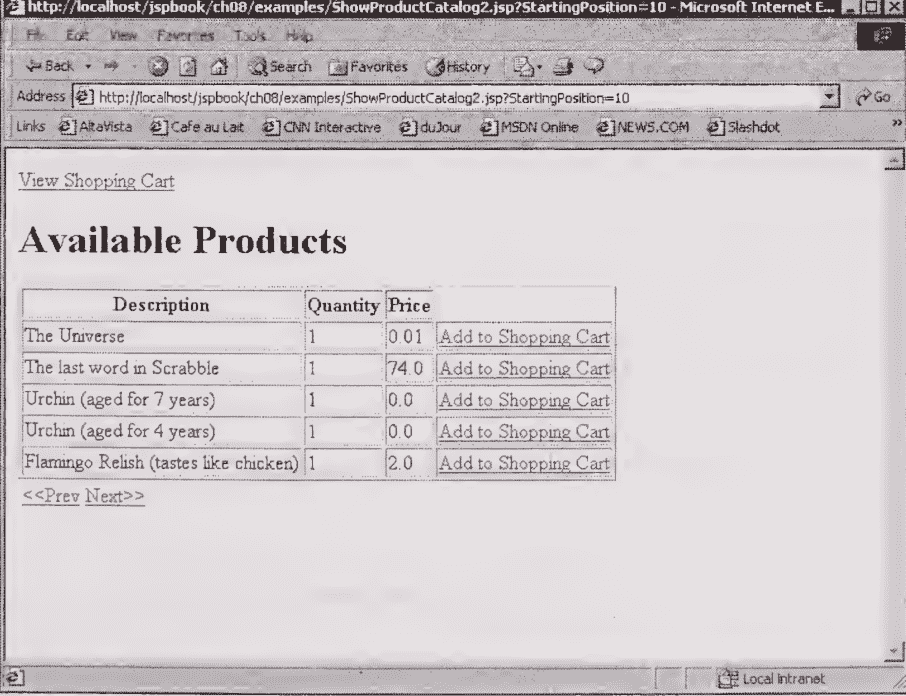 http://localhost/jspbook/ch08/examples/ShowProductCatalog2.jsp?StartingPosition=10 - Microsoft Internet E...
File Edit View Favorites Tools Help
Back Search Favorites History
Address http://localhost/jspbook/ch08/examples/ShowProductCatalog2.jsp?StartingPosition=10 Go
Links AltaVista Cafe au Lait CNN Interactive duJour MSDN Online NEWS.COM Slashdot »
View Shopping Cart
Available Products
Description Quantity Price
The Universe 1 0.01 Add to Shopping Cart
The last word in Scrabble 1 74.0 Add to Shopping Cart
Urchin (aged for 7 years) 1 0.0 Add to Shopping Cart
Urchin (aged for 4 years) 1 0.0 Add to Shopping Cart
Flamingo Relish (tastes like chicken) 1 2.0 Add to Shopping Cart
<<Prev Next>>
Local intranet